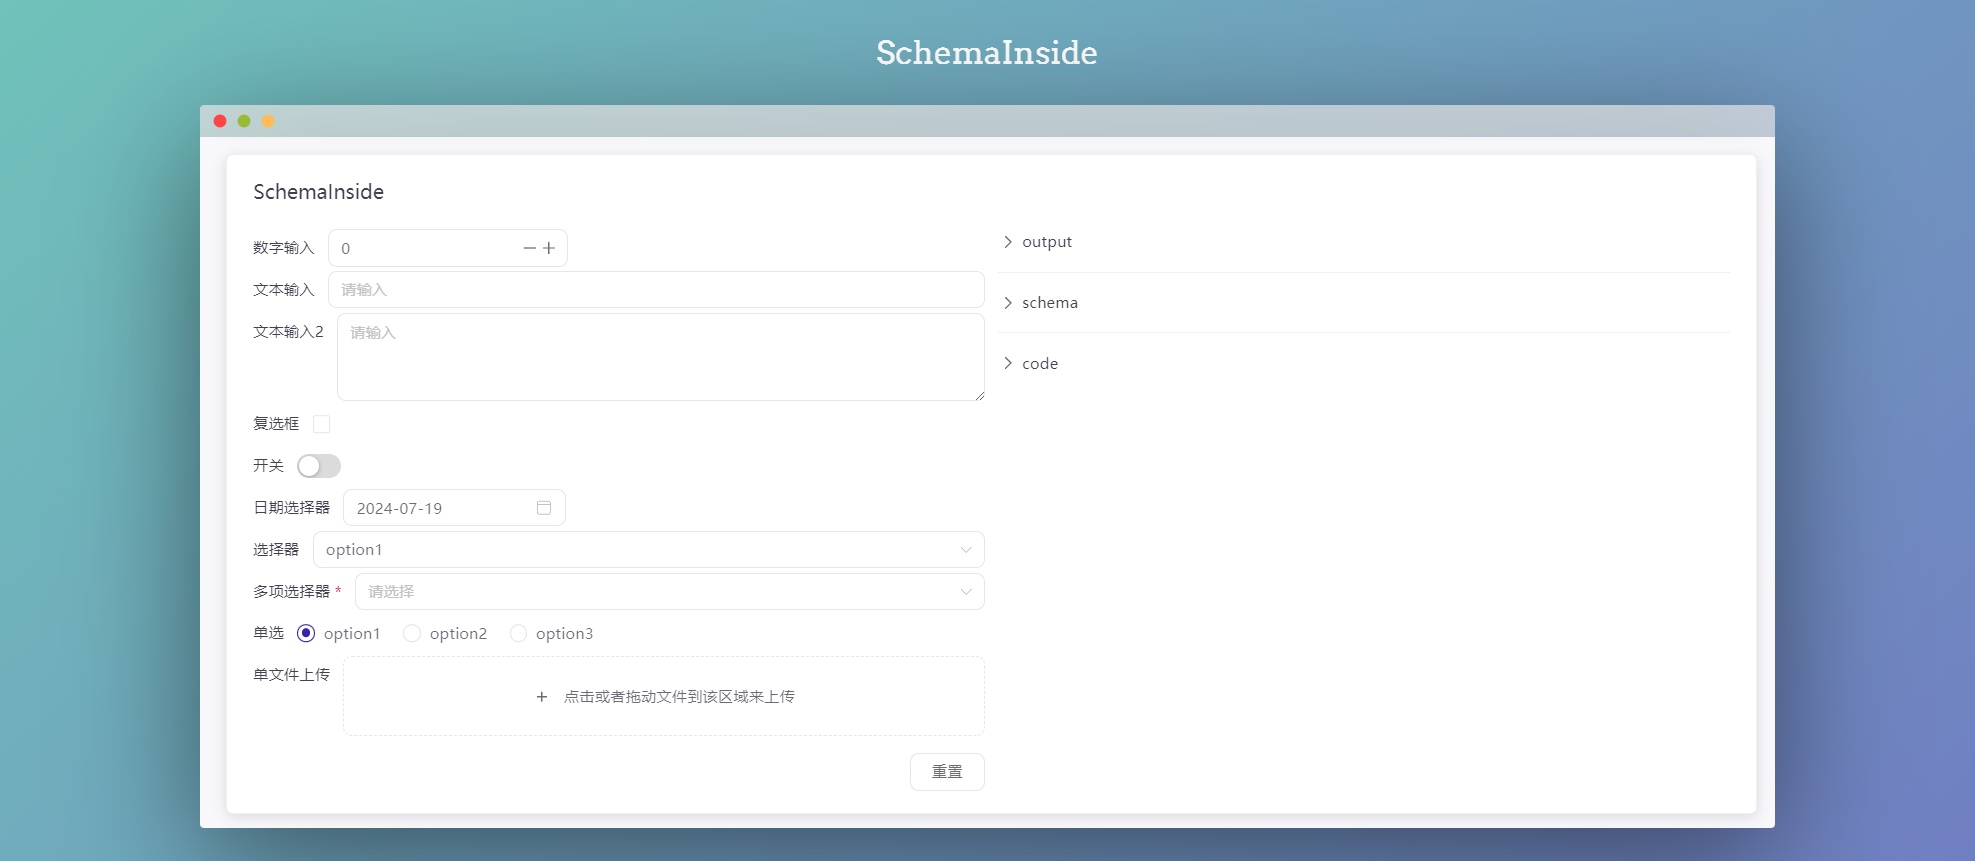 SchemaInside
SchemaInside
数字输入 0
文本输入 请输入
文本输入2 请输入
复选框
开关
日期选择器 2024-07-19
选择器 option1
多项选择器 * 请选择
单选 option1 option2 option3
单文件上传
+ 点击或者拖动文件到该区域来上传
重置
output
schema
code